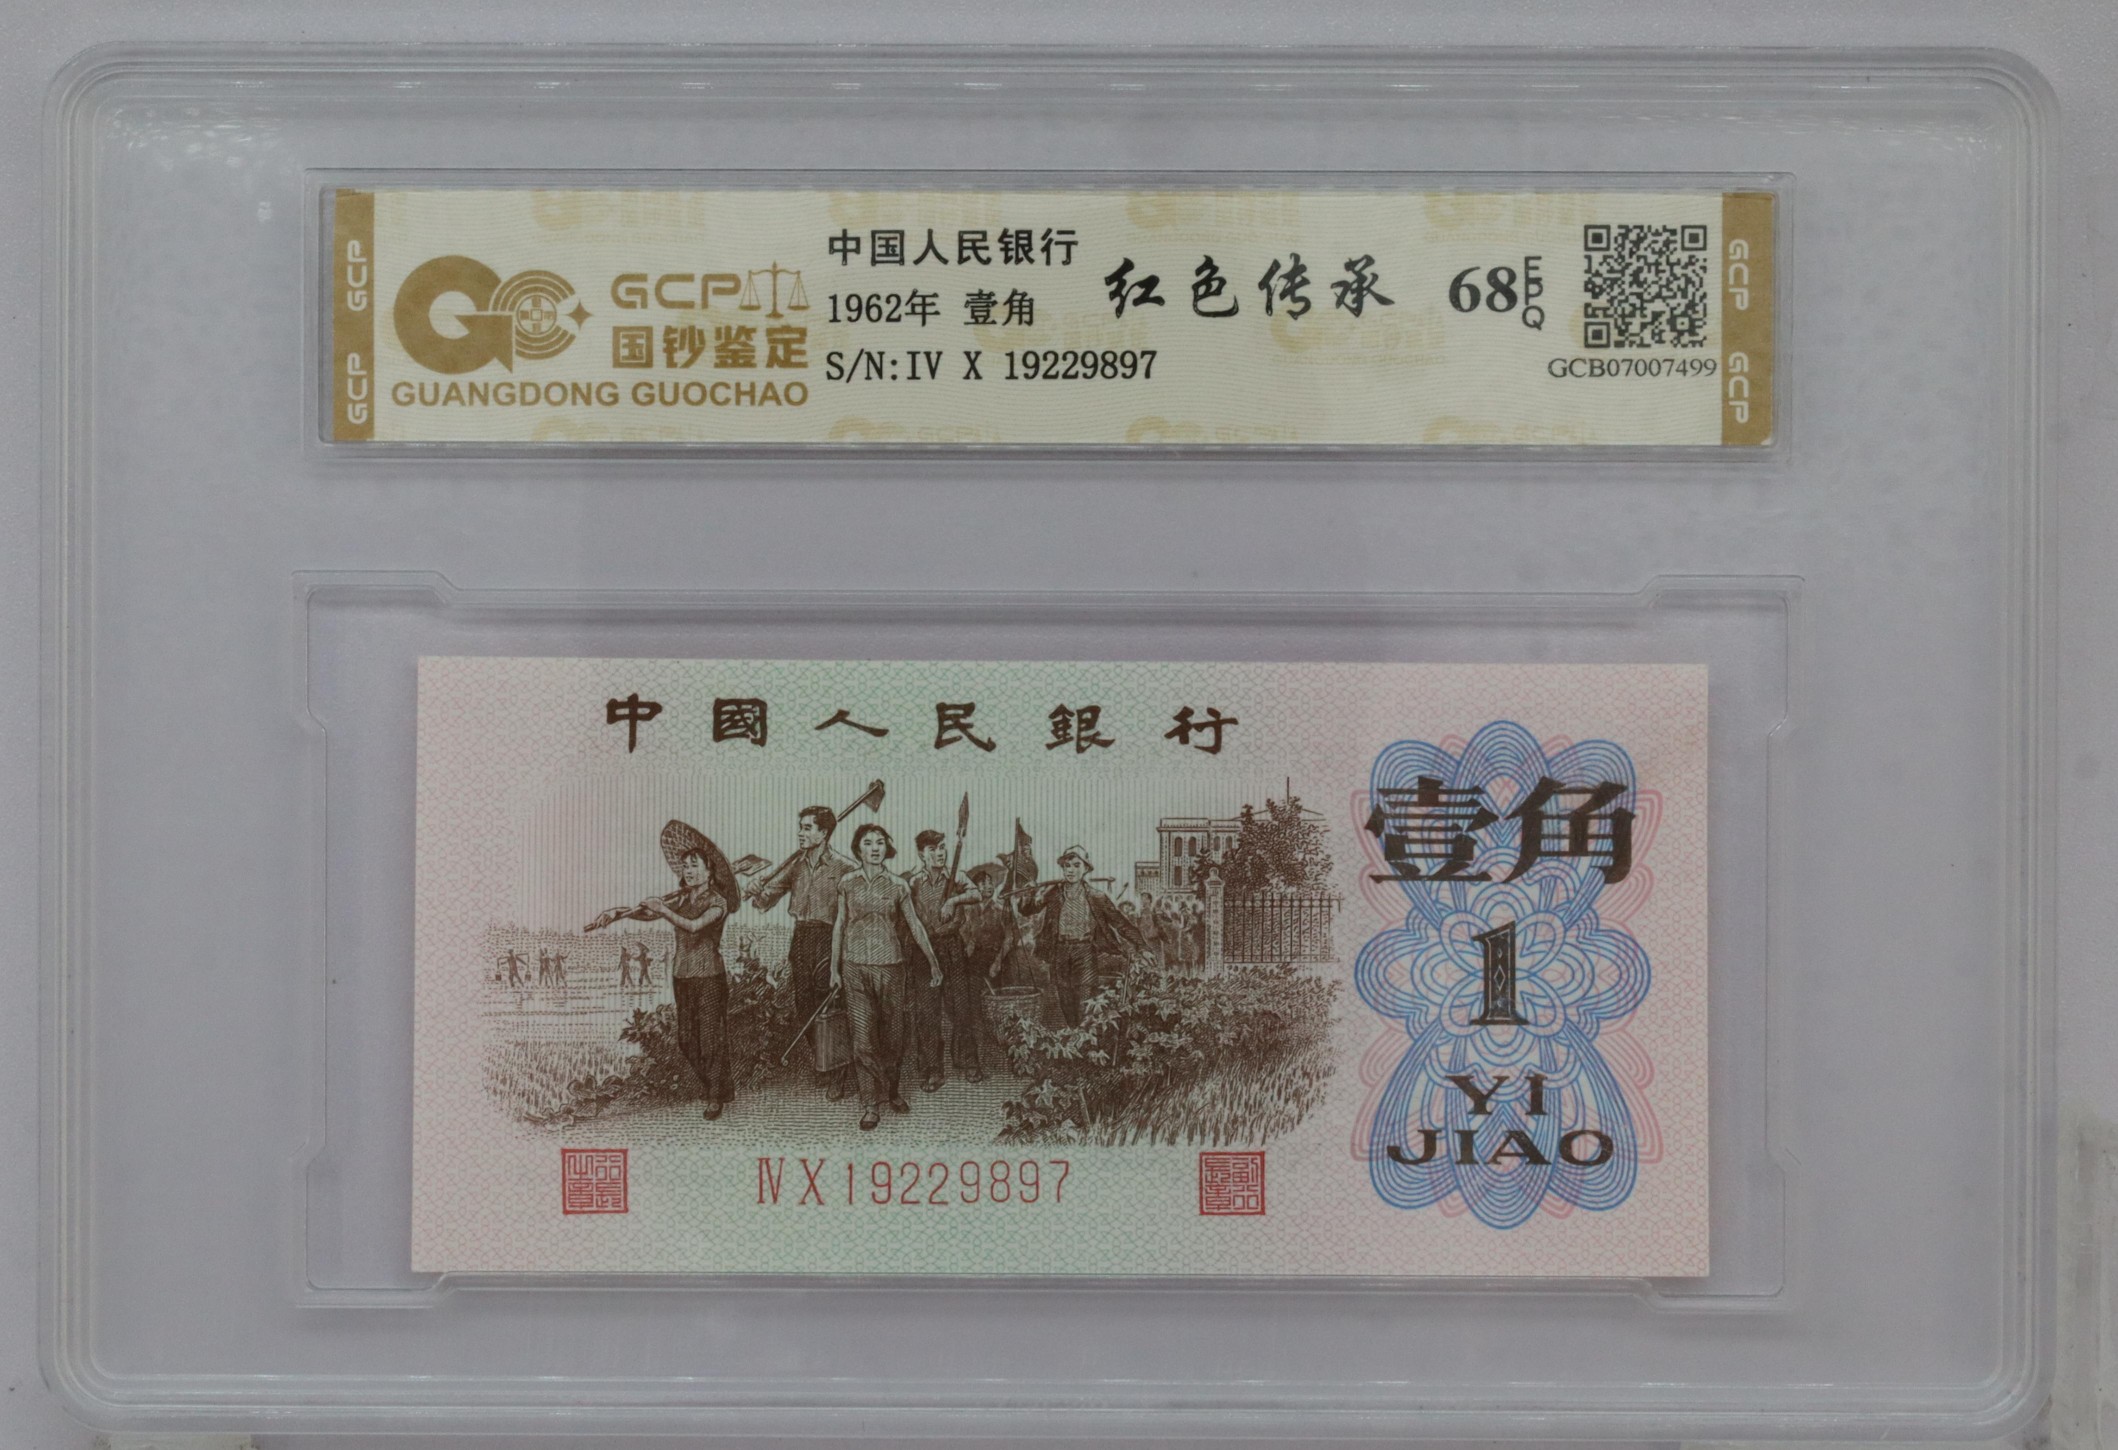 GCP
国钞鉴定
GUANGDONG GUOCHAO
中国人民银行
1962年 壹角
S/N:IV X 19229897
红色传承
68 EPQ
GCB07007499
GCP GCP
GCP GCP
中國人民銀行
壹角
1
YI
JIAO
ⅣX19229897